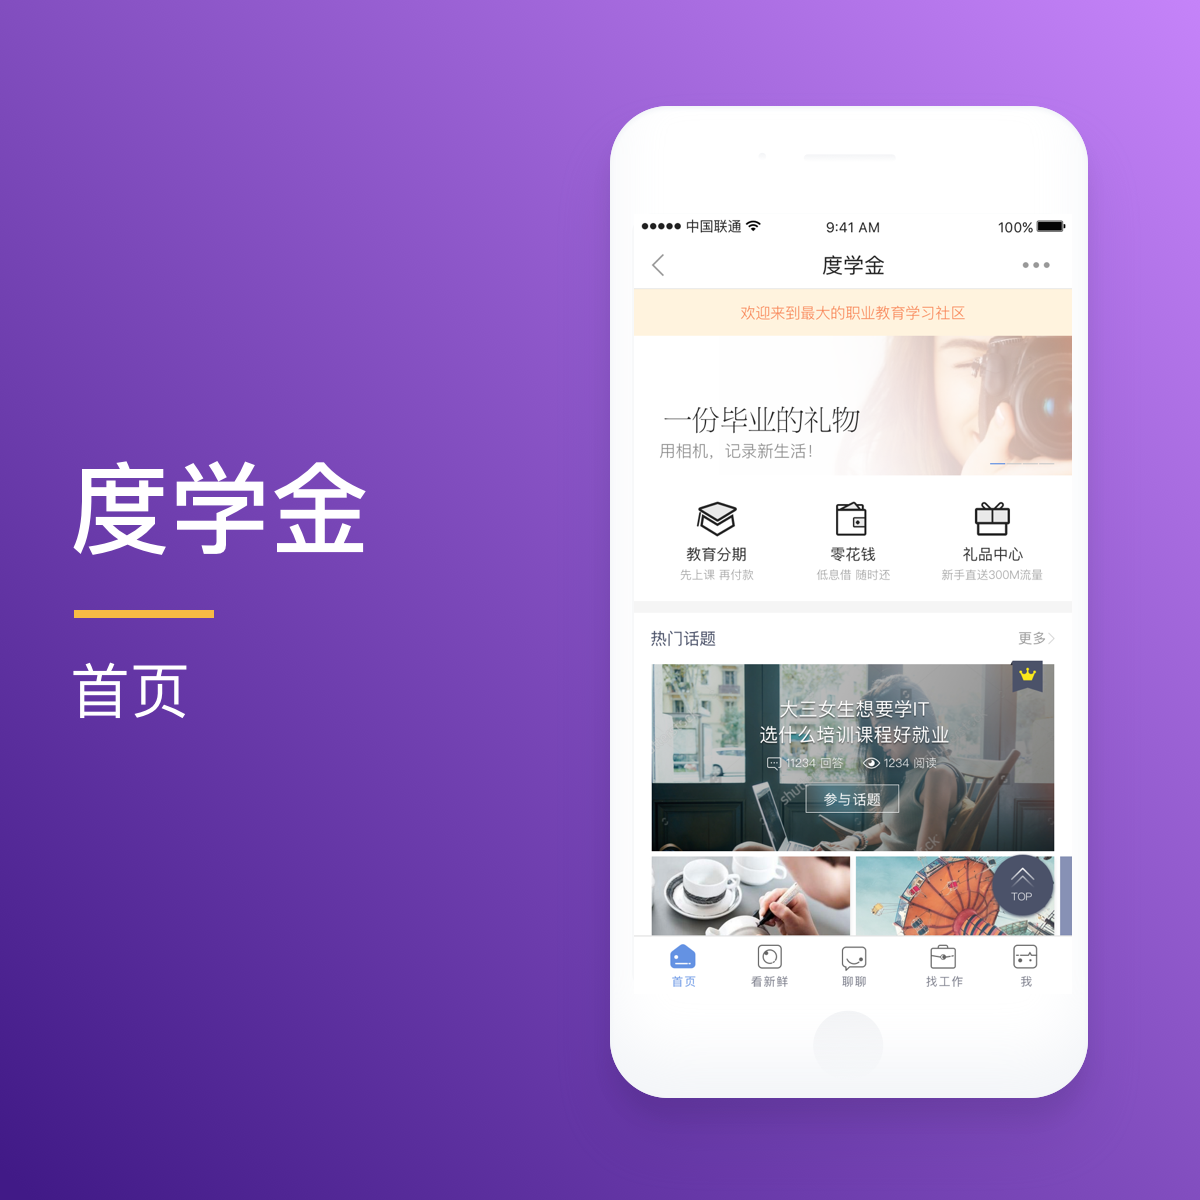 度学金
首页
中国联通
9:41 AM
100%
度学金
欢迎来到最大的职业教育学习社区
一份毕业的礼物
用相机，记录新生活！
教育分期
零花钱
礼品中心
先上课 再付款
低息借 随时还
新手直送300M流量
热门话题
更多
大三女生想要学IT
选什么培训课程好就业
11234 回答
1234 阅读
参与话题
TOP
首页
看新鲜
聊聊
找工作
我